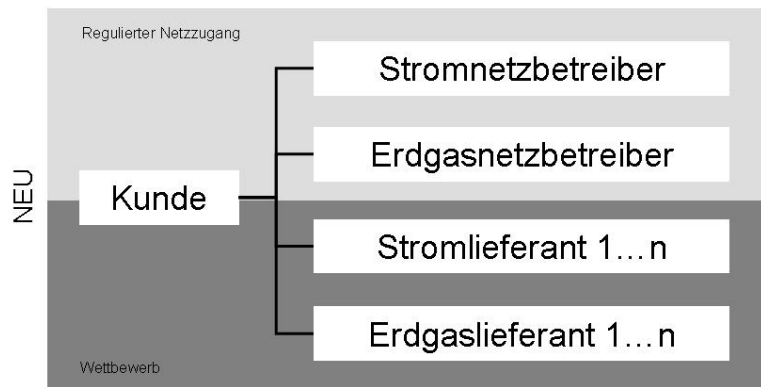 Regulierter Netzzugang
Stromnetzbetreiber
Erdgasnetzbetreiber
NEU
Kunde
Stromlieferant 1...n
Erdgaslieferant 1...n
Wettbewerb